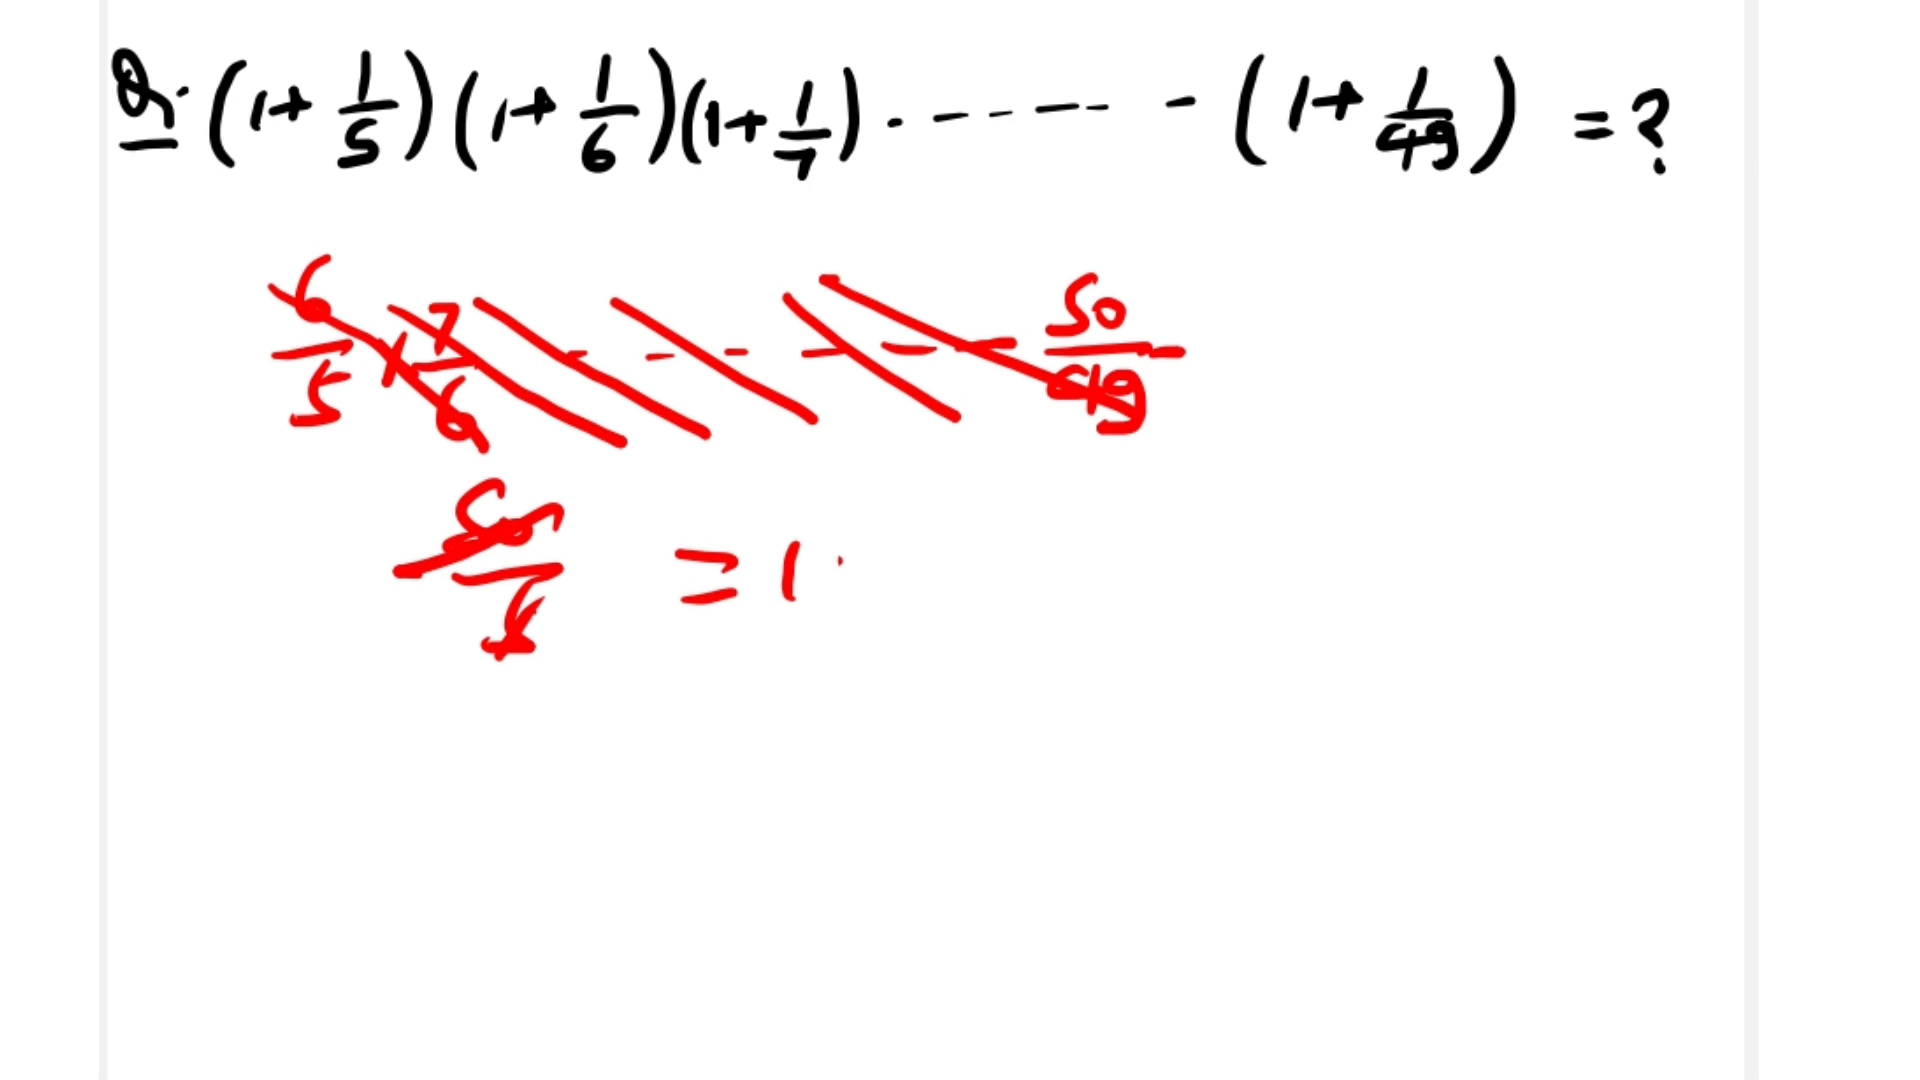 Q. (1+1/5)(1+1/6)(1+1/7).------ -(1+1/49) =?
6/5 × 7/6 - - - - - - 50/49 -
50/5 = 1